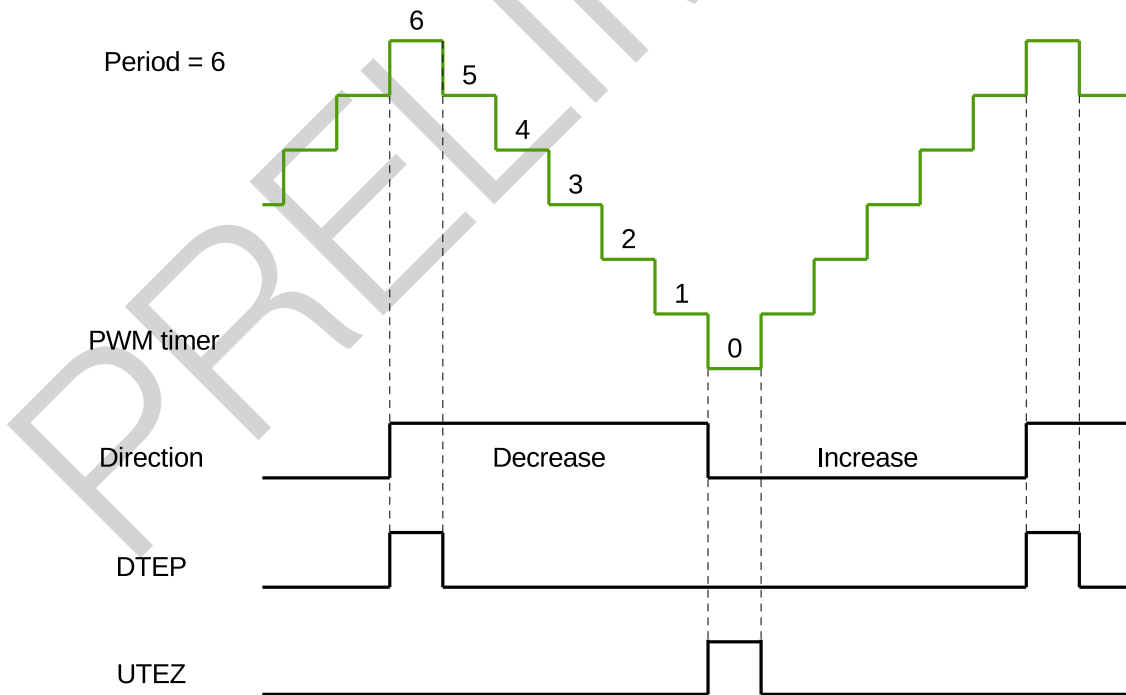 6
Period = 6
5
4
3
2
1
PWM timer
0
Direction
Decrease
Increase
DTEP
UTEZ
PRELIM